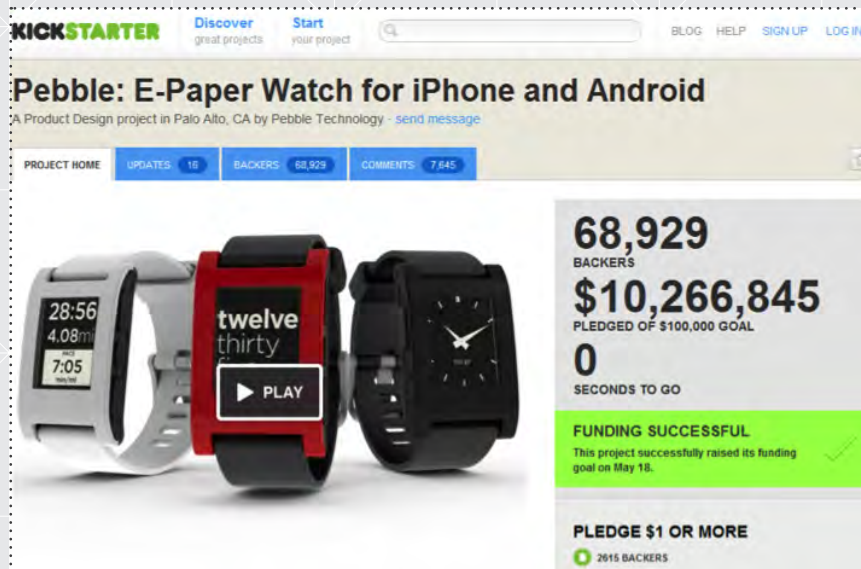 KICKSTARTER
Discover
great projects
Start
your project
BLOG HELP SIGN UP LOG IN
Pebble: E-Paper Watch for iPhone and Android
A Product Design project in Palo Alto, CA by Pebble Technology · send message
PROJECT HOME
UPDATES 16
BACKERS 68,929
COMMENTS 7,645
28:56
4.08mi
PACE
7:05
twelve
thirty
PLAY
68,929
BACKERS
$10,266,845
PLEDGED OF $100,000 GOAL
0
SECONDS TO GO
FUNDING SUCCESSFUL
This project successfully raised its funding
goal on May 18.
PLEDGE $1 OR MORE
2615 BACKERS